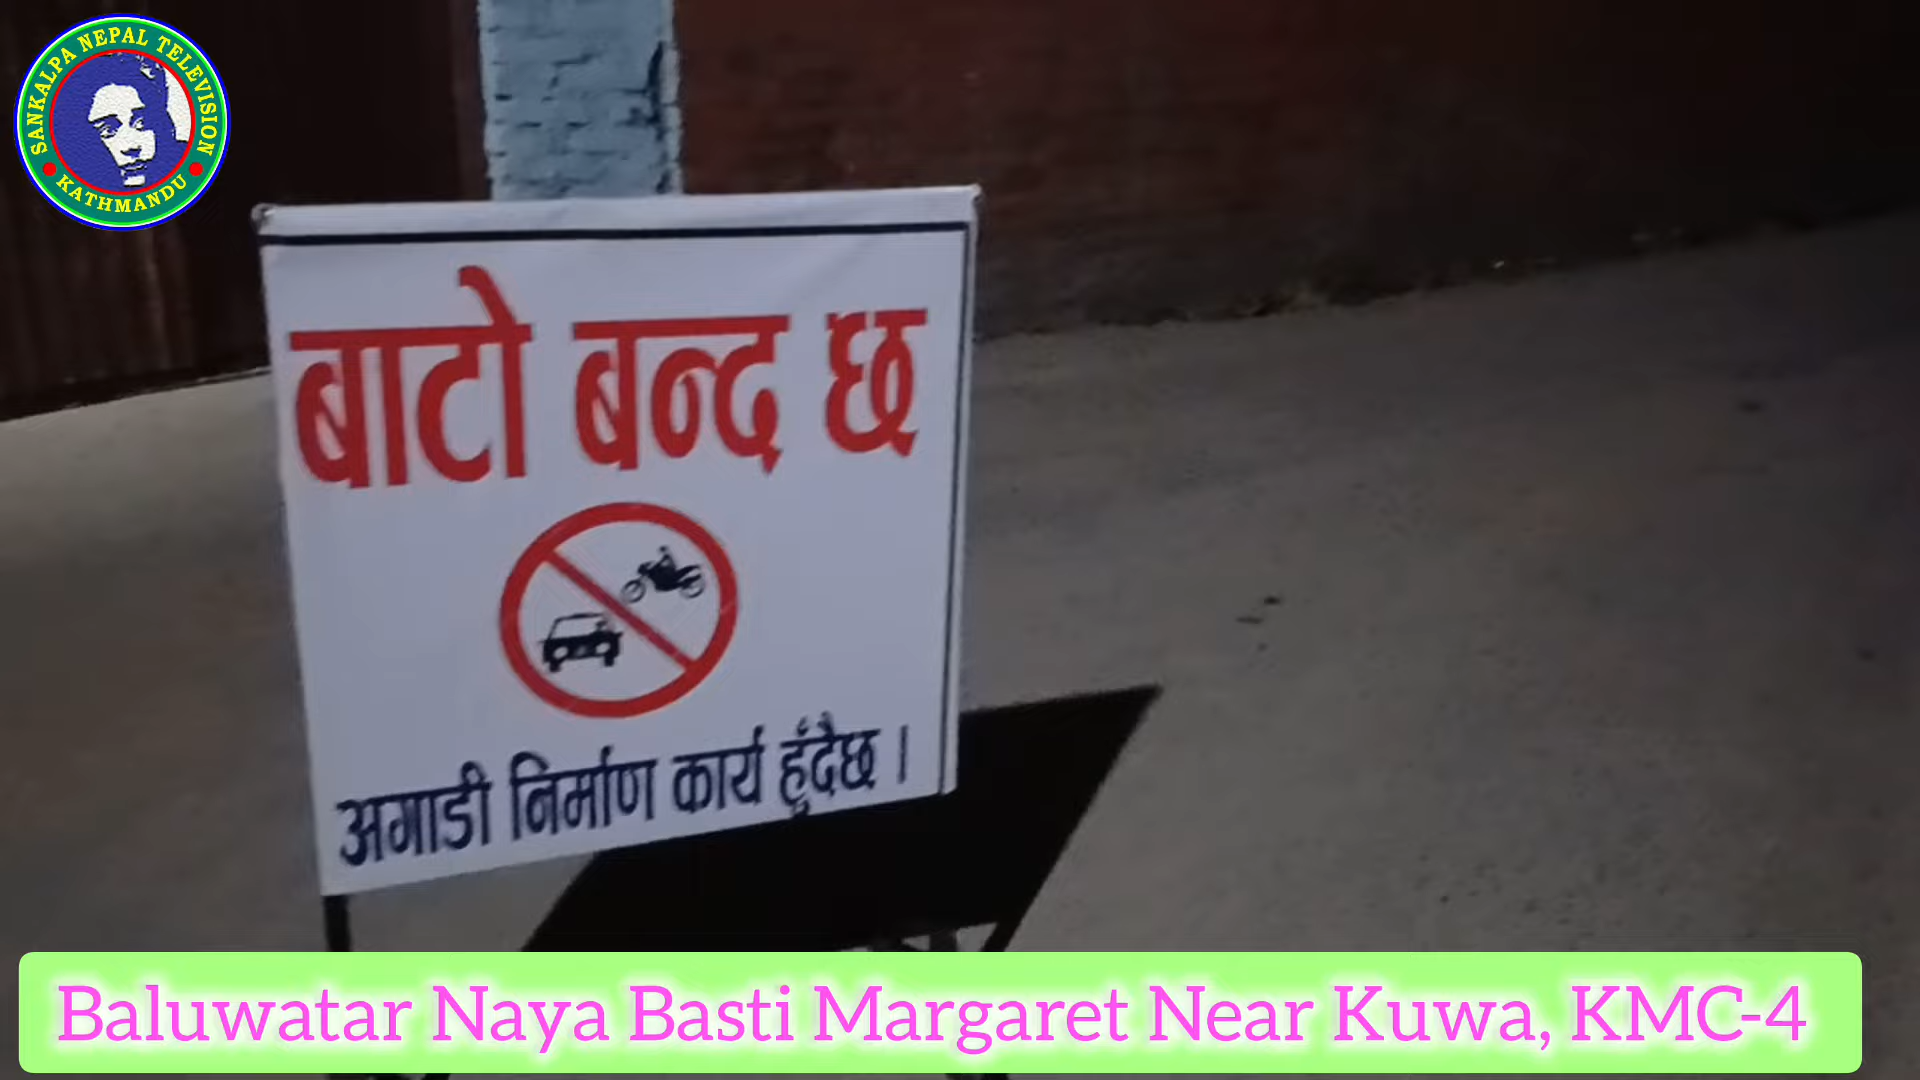 SANKALPA NEPAL TELEVISION
KATHMANDU
बाटो बन्द छ
अगाडी निर्माण कार्य हुँदैछ ।
Baluwatar Naya Basti Margaret Near Kuwa, KMC-4